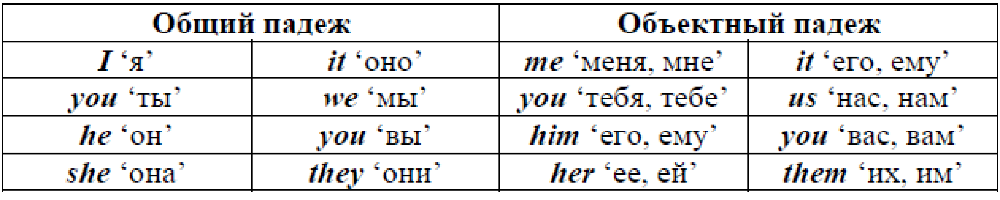 Общий падеж Объектный падеж
I ‘я’ it ‘оно’ me ‘меня, мне’ it ‘его, ему’
you ‘ты’ we ‘мы’ you ‘тебя, тебе’ us ‘нас, нам’
he ‘он’ you ‘вы’ him ‘его, ему’ you ‘вас, вам’
she ‘она’ they ‘они’ her ‘ее, ей’ them ‘их, им’